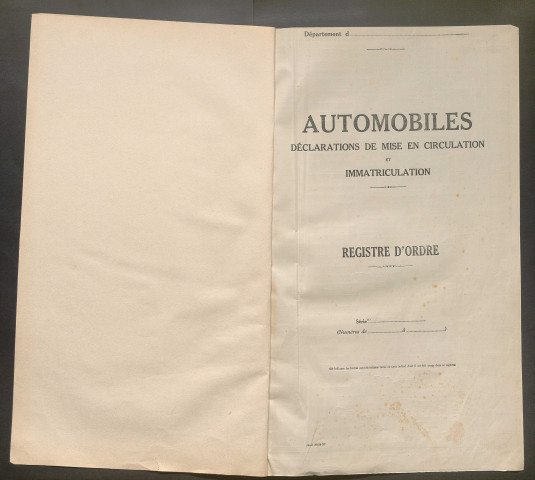 Département d
AUTOMOBILES
DÉCLARATIONS DE MISE EN CIRCULATION
ET
IMMATRICULATION
REGISTRE D'ORDRE
Série
(Numéros de à )